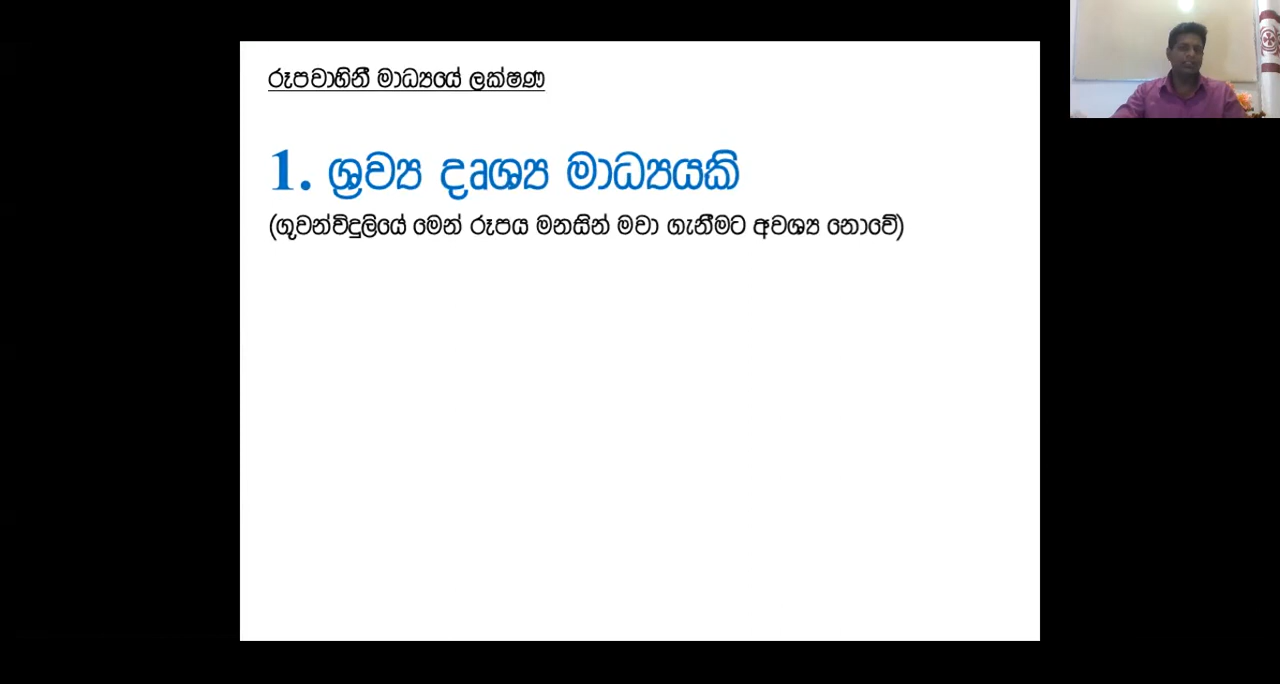 රූපවාහිනී මාධ්‍යයේ ලක්ෂණ
1. ශ්‍රව්‍ය දෘශ්‍ය මාධ්‍යයකි
(ගුවන්විදුලියේ මෙන් රූපය මනසින් මවා ගැනීමට අවශ්‍ය නොවේ)